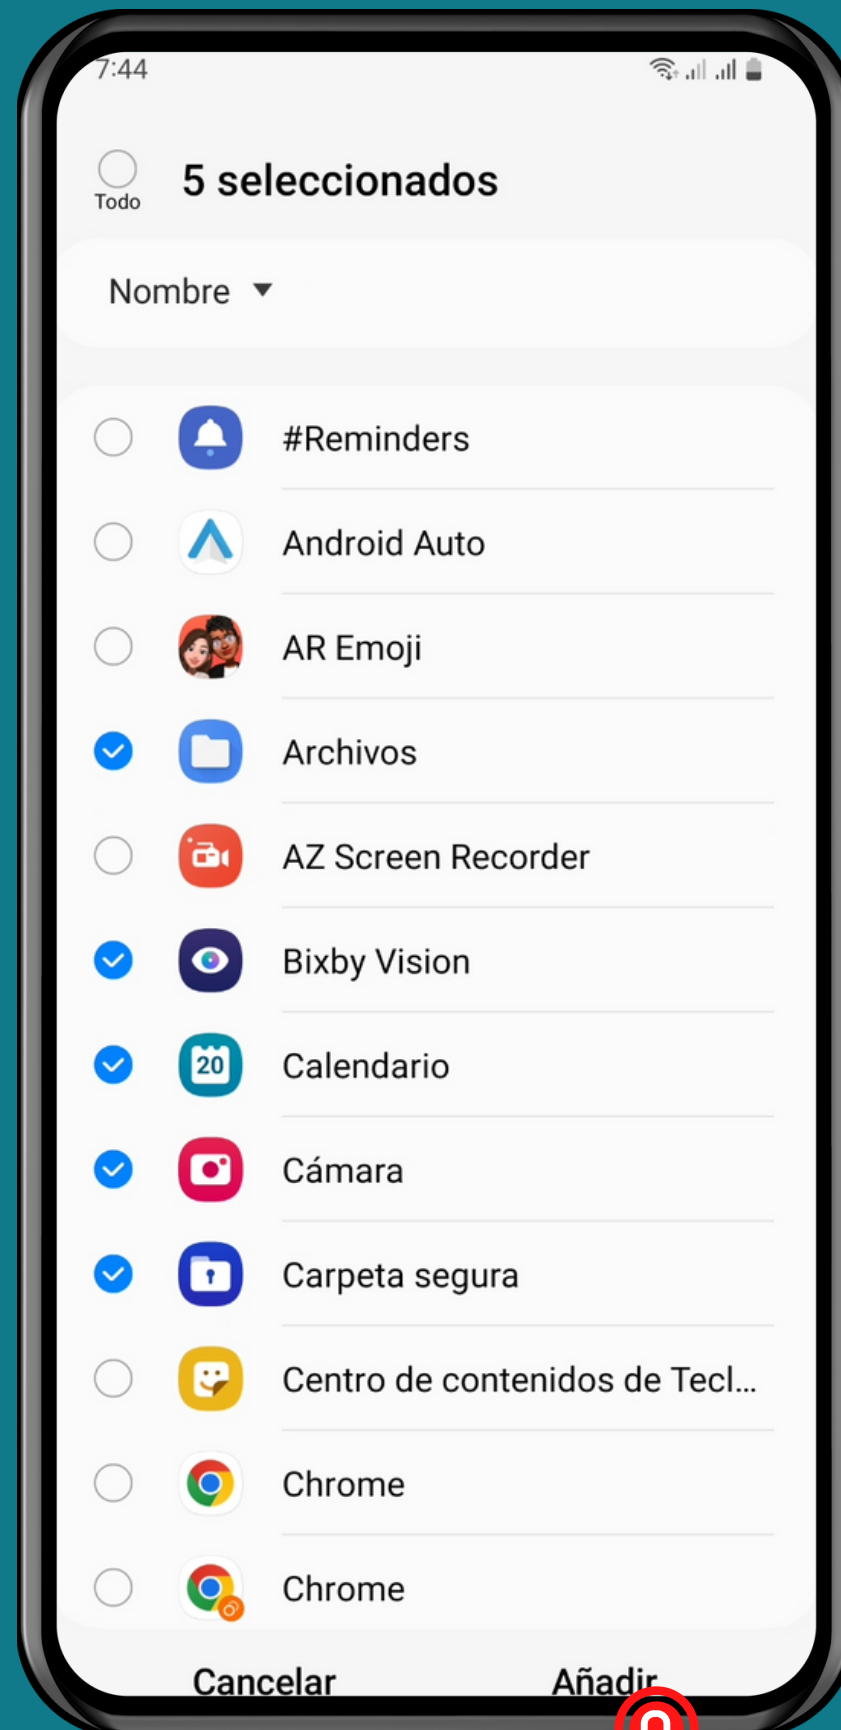 7:44
Todo
5 seleccionados
Nombre
#Reminders
Android Auto
AR Emoji
Archivos
AZ Screen Recorder
Bixby Vision
20
Calendario
Cámara
Carpeta segura
Centro de contenidos de Tecl...
Chrome
Chrome
Cancelar
Añadir